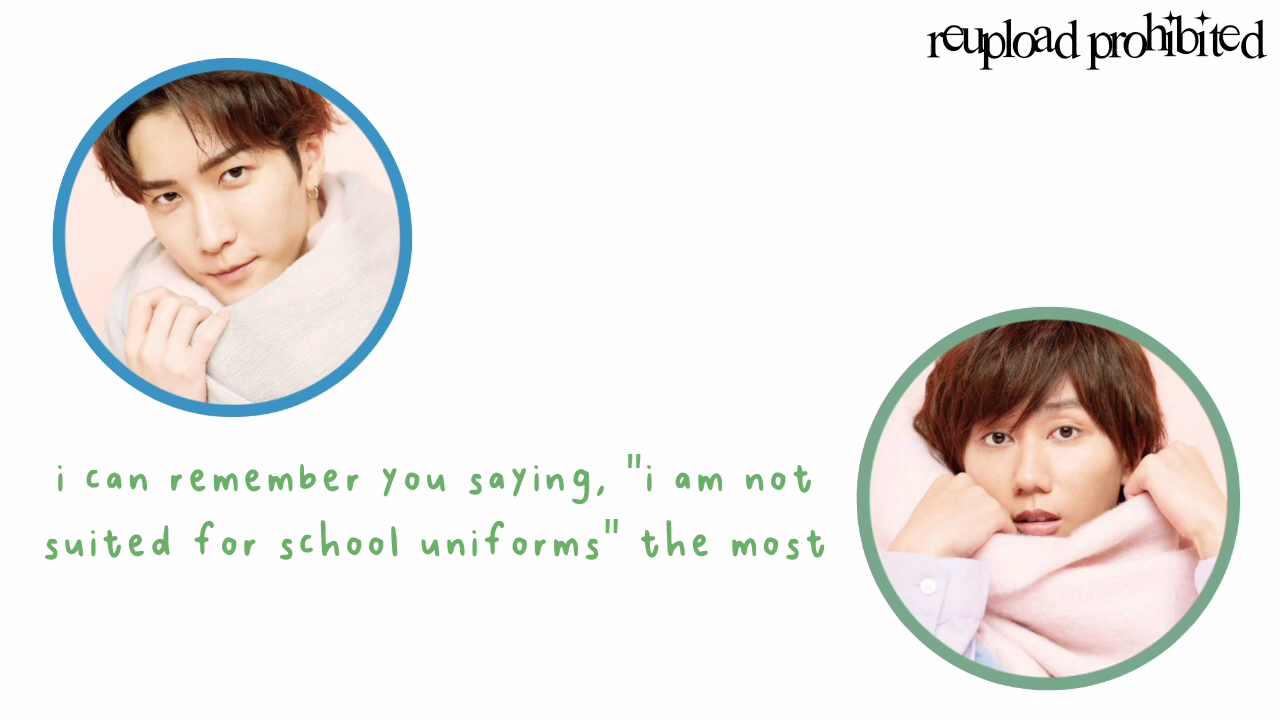 reupload prohibited
i can remember you saying, "i am not
suited for school uniforms" the most